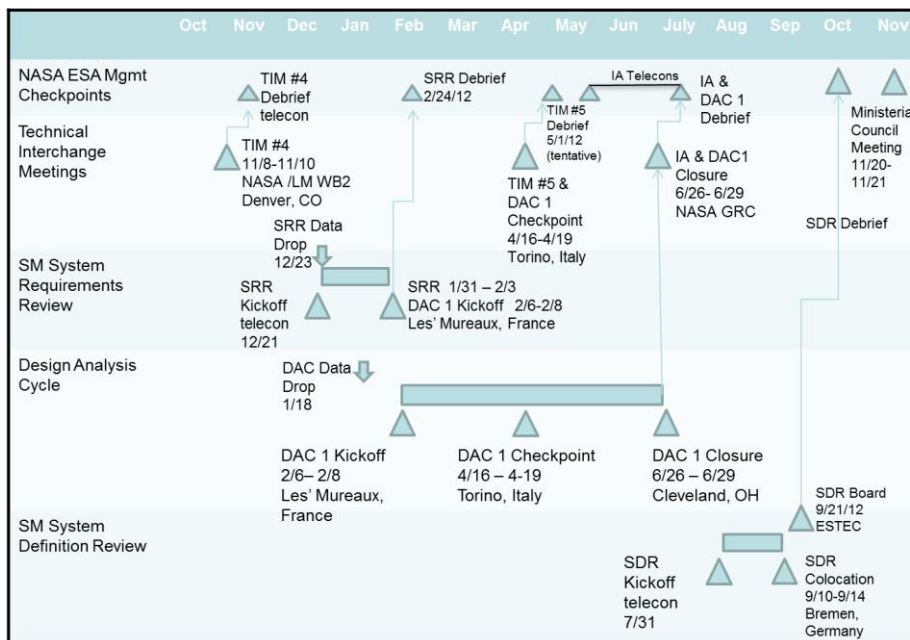 Oct Nov Dec Jan Feb Mar Apr May Jun July Aug Sep Oct Nov
NASA ESA Mgmt
Checkpoints
TIM #4
Debrief
telecon
SRR Debrief
2/24/12
TIM #5
Debrief
5/1/12
(tentative)
IA Telecons
IA &
DAC 1
Debrief
Ministerial
Council
Meeting
11/20-
11/21
Technical
Interchange
Meetings
TIM #4
11/8-11/10
NASA /LM WB2
Denver, CO
TIM #5 &
DAC 1
Checkpoint
4/16-4/19
Torino, Italy
IA & DAC1
Closure
6/26- 6/29
NASA GRC
SDR Debrief
SM System
Requirements
Review
SRR Data
Drop
12/23
SRR
Kickoff
telecon
12/21
SRR 1/31 – 2/3
DAC 1 Kickoff 2/6-2/8
Les’ Mureaux, France
Design Analysis
Cycle
DAC Data
Drop
1/18
DAC 1 Kickoff
2/6– 2/8
Les’ Mureaux,
France
DAC 1 Checkpoint
4/16 – 4-19
Torino, Italy
DAC 1 Closure
6/26 – 6/29
Cleveland, OH
SM System
Definition Review
SDR Board
9/21/12
ESTEC
SDR
Kickoff
telecon
7/31
SDR
Colocation
9/10-9/14
Bremen,
Germany